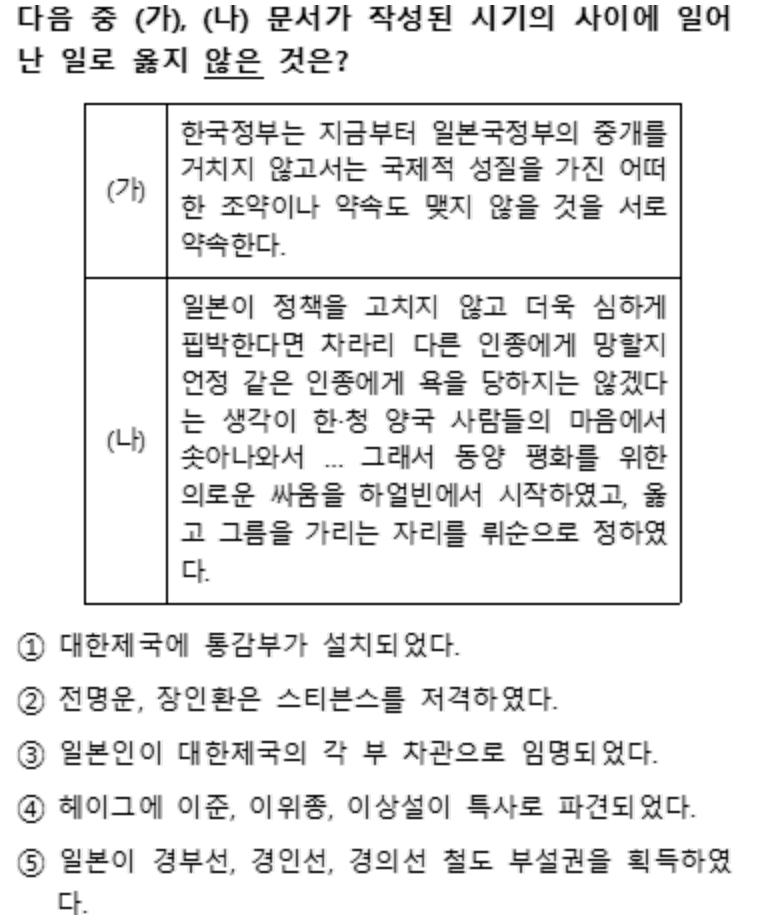 다음 중 (가), (나) 문서가 작성된 시기의 사이에 일어
난 일로 옳지 않은 것은?
(가)
한국정부는 지금부터 일본국정부의 중개를
거치지 않고서는 국제적 성질을 가진 어떠
한 조약이나 약속도 맺지 않을 것을 서로
약속한다.
(나)
일본이 정책을 고치지 않고 더욱 심하게
핍박한다면 차라리 다른 인종에게 망할지
언정 같은 인종에게 욕을 당하지는 않겠다
는 생각이 한·청 양국 사람들의 마음에서
솟아나와서 ... 그래서 동양 평화를 위한
의로운 싸움을 하얼빈에서 시작하였고, 옳
고 그름을 가리는 자리를 뤼순으로 정하였
다.
① 대한제국에 통감부가 설치되었다.
② 전명운, 장인환은 스티븐스를 저격하였다.
③ 일본인이 대한제국의 각 부 차관으로 임명되었다.
④ 헤이그에 이준, 이위종, 이상설이 특사로 파견되었다.
⑤ 일본이 경부선, 경인선, 경의선 철도 부설권을 획득하였
다.